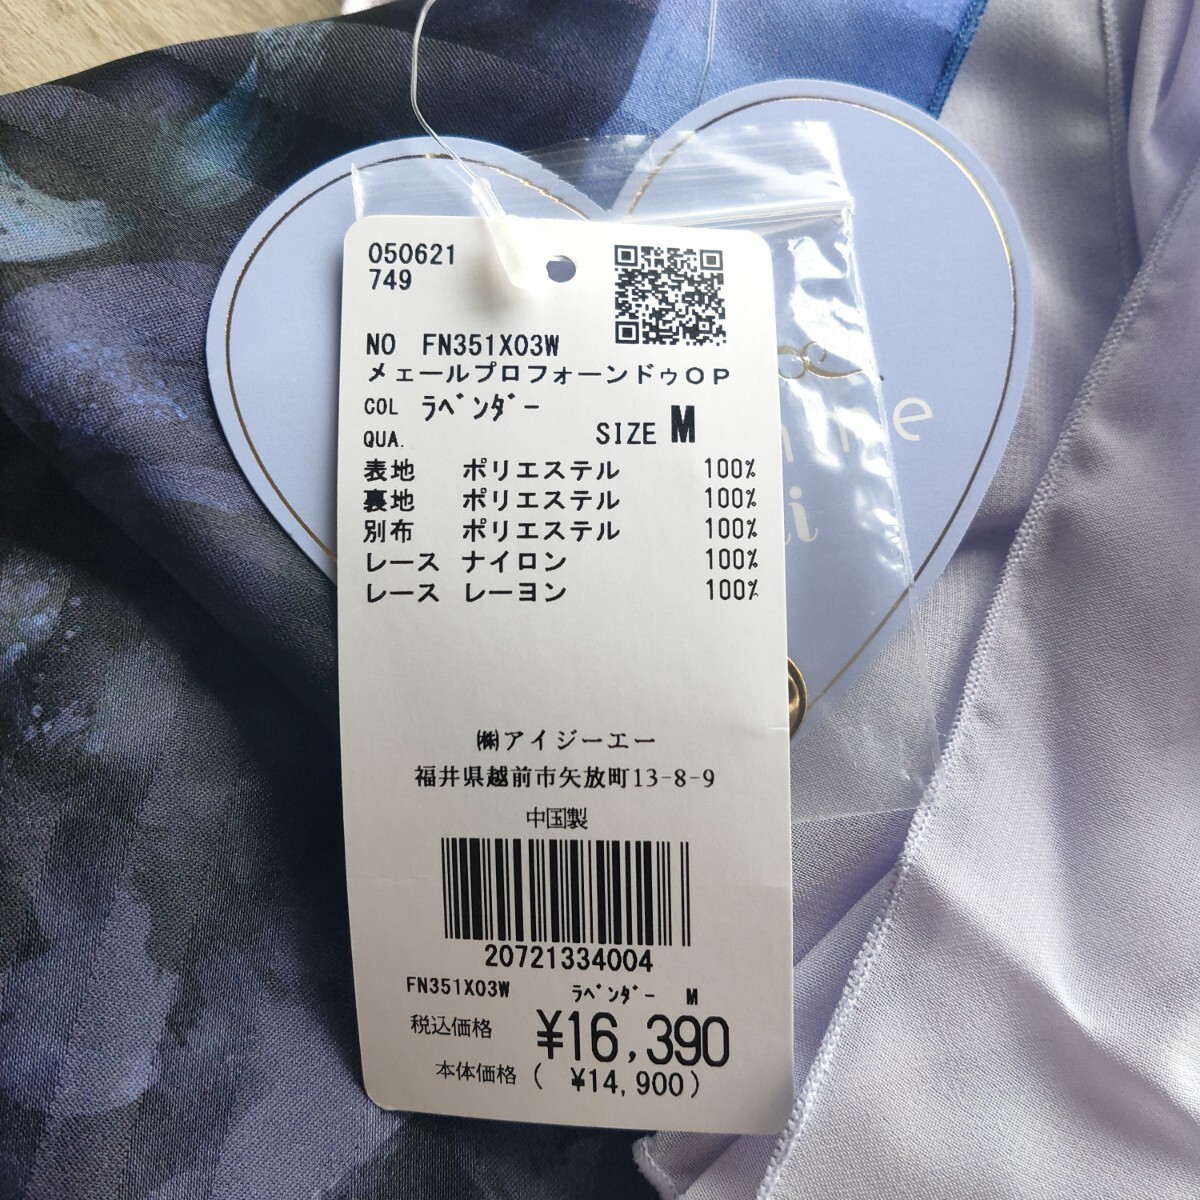 050621
749
NO FN351X03W
メェールプロフォーンドゥOP
COL ﾗﾍﾞﾝﾀﾞｰ
QUA.
SIZE M
表地 ポリエステル 100%
裏地 ポリエステル 100%
別布 ポリエステル 100%
レース ナイロン 100%
レース レーヨン 100%
㈱アイジーエー
福井県越前市矢放町13-8-9
中国製
20721334004
FN351X03W ﾗﾍﾞﾝﾀﾞｰ M
税込価格 ¥16,390
本体価格 ( ¥14,900)